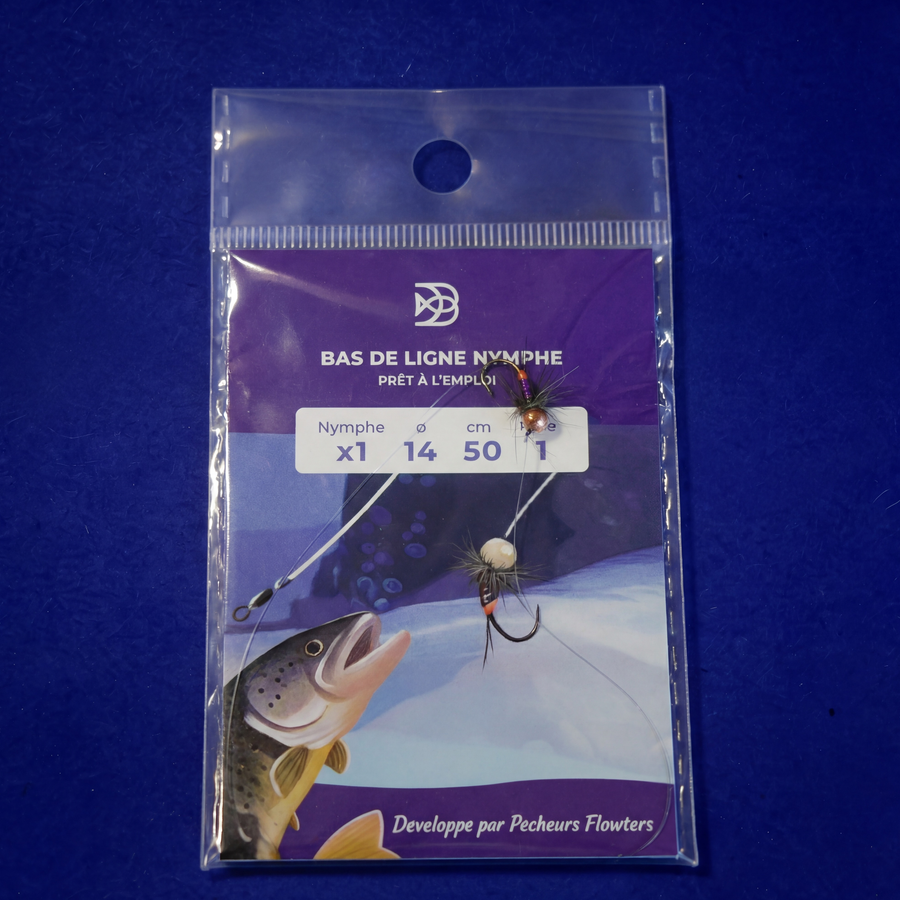 BAS DE LIGNE NYMPHE
PRÊT À L'EMPLOI
Nymphe ø cm
x1 14 50 1
Developpe par Pecheurs Flowters